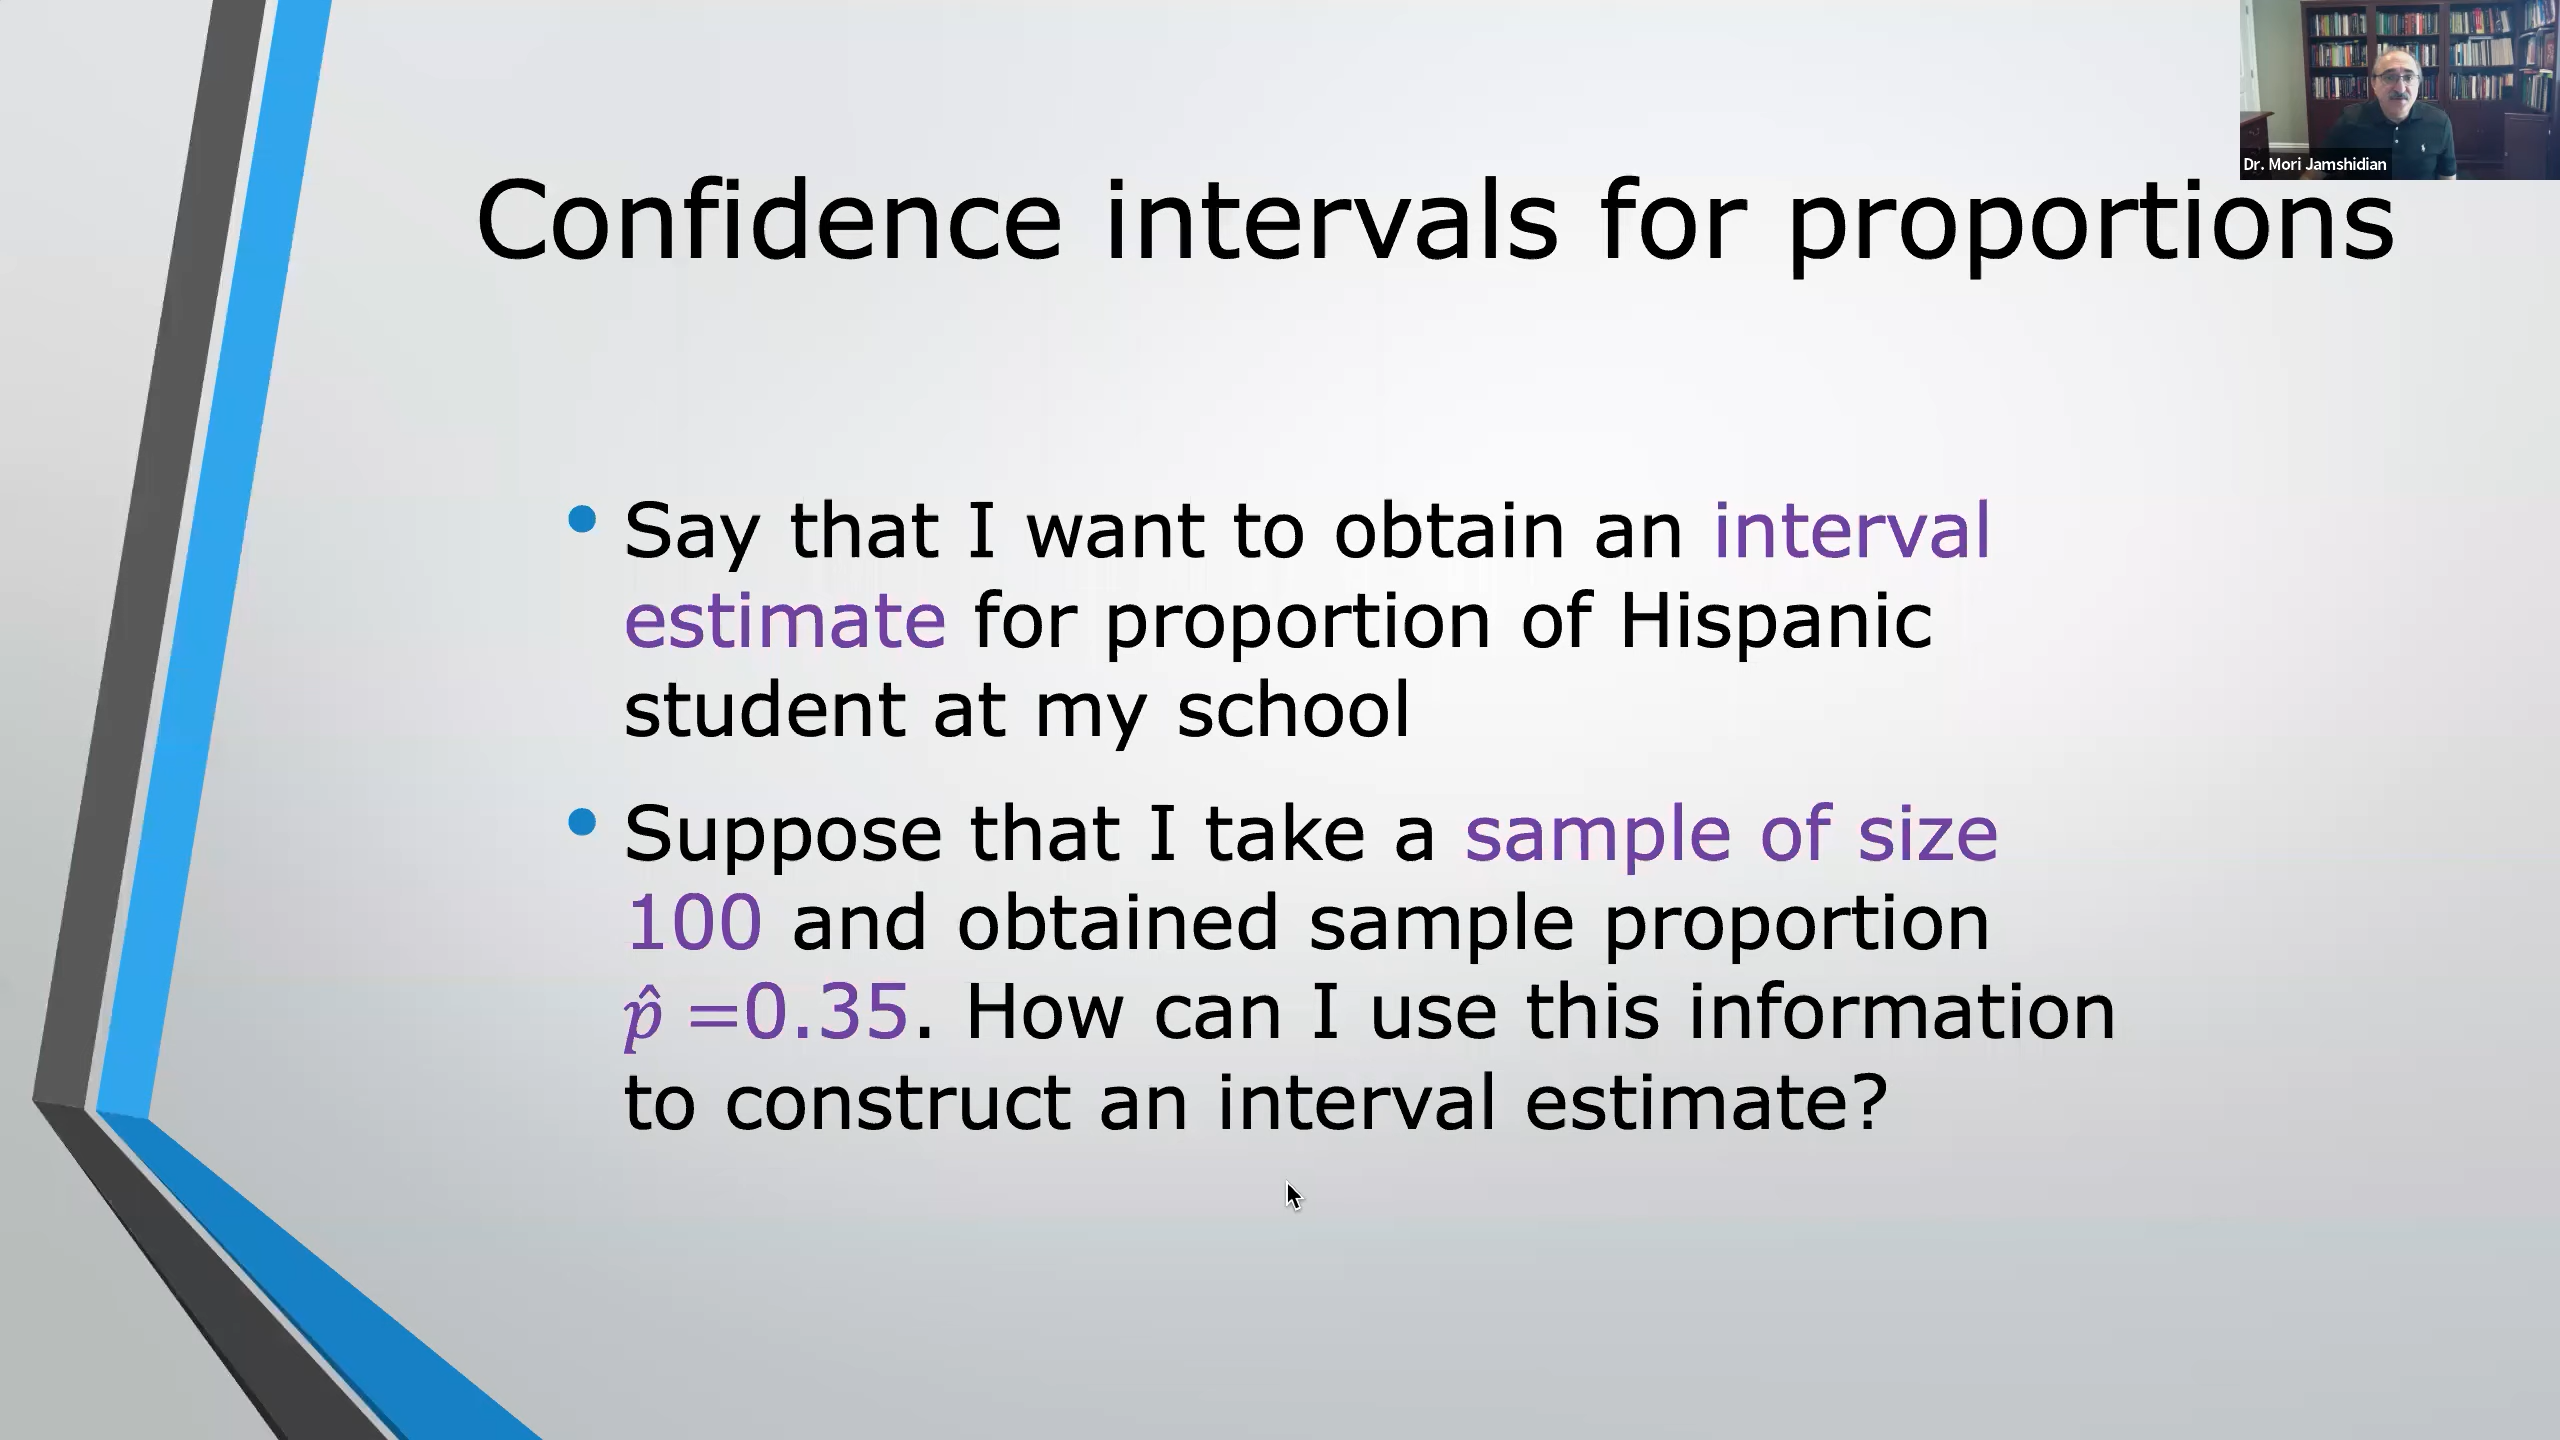 Dr. Mori Jamshidian
Confidence intervals for proportions
• Say that I want to obtain an interval
estimate for proportion of Hispanic
student at my school
• Suppose that I take a sample of size
100 and obtained sample proportion
p̂ =0.35. How can I use this information
to construct an interval estimate?